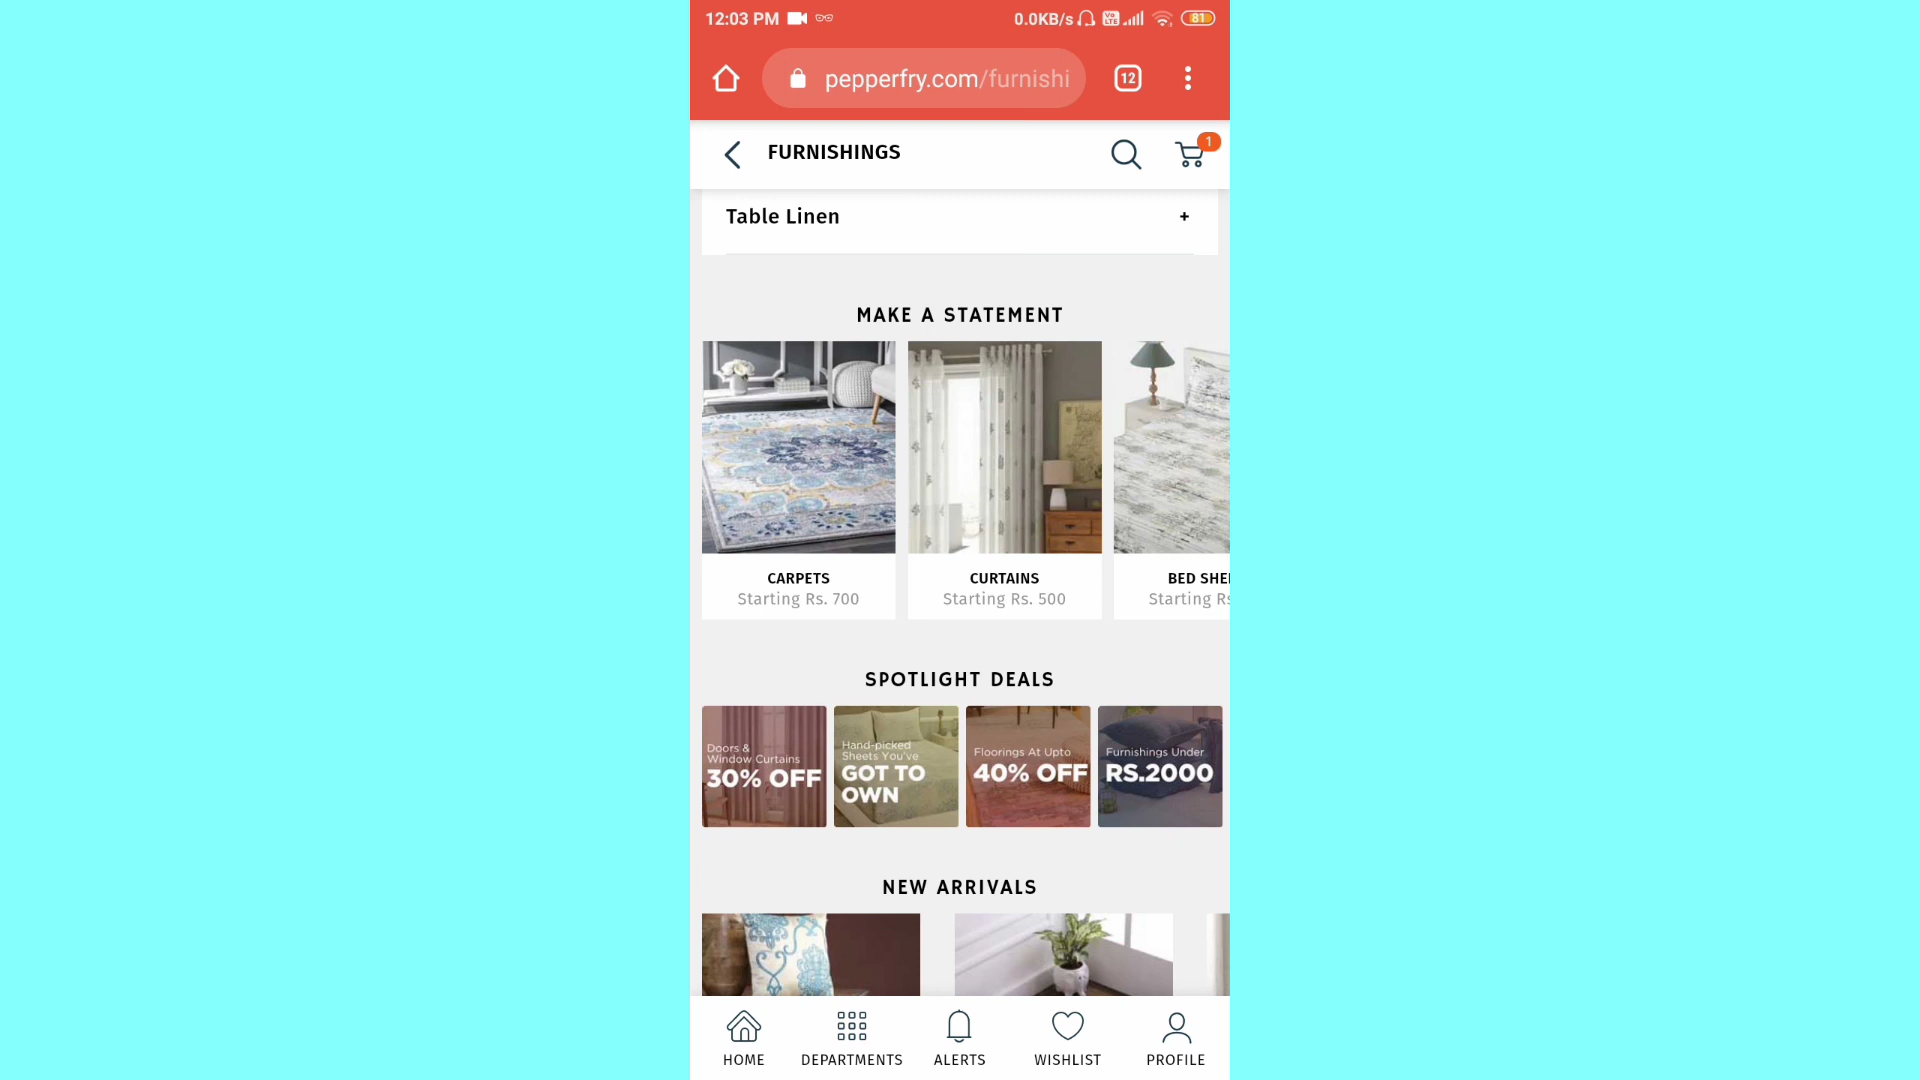 12:03 PM 0.0KB/s Vo LTE 81
pepperfry.com/furnishi 12
FURNISHINGS 1
Table Linen +
MAKE A STATEMENT
CARPETS
Starting Rs. 700
CURTAINS
Starting Rs. 500
BED SHE
Starting Rs
SPOTLIGHT DEALS
Doors &
Window Curtains
30% OFF
Hand-picked
Sheets You've
GOT TO
OWN
Floorings At Upto
40% OFF
Furnishings Under
RS.2000
NEW ARRIVALS
HOME DEPARTMENTS ALERTS WISHLIST PROFILE